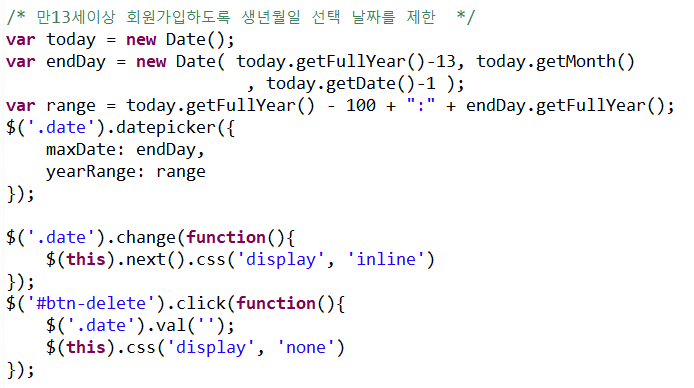 /* 만13세이상 회원가입하도록 생년월일 선택 날짜를 제한  */
var today = new Date();
var endDay = new Date( today.getFullYear()-13, today.getMonth()
                        , today.getDate()-1 );
var range = today.getFullYear() - 100 + ":" + endDay.getFullYear();
$('.date').datepicker({
    maxDate: endDay,
    yearRange: range
});

$('.date').change(function(){
    $(this).next().css('display', 'inline')
});
$('#btn-delete').click(function(){
    $('.date').val('');
    $(this).css('display', 'none')
});